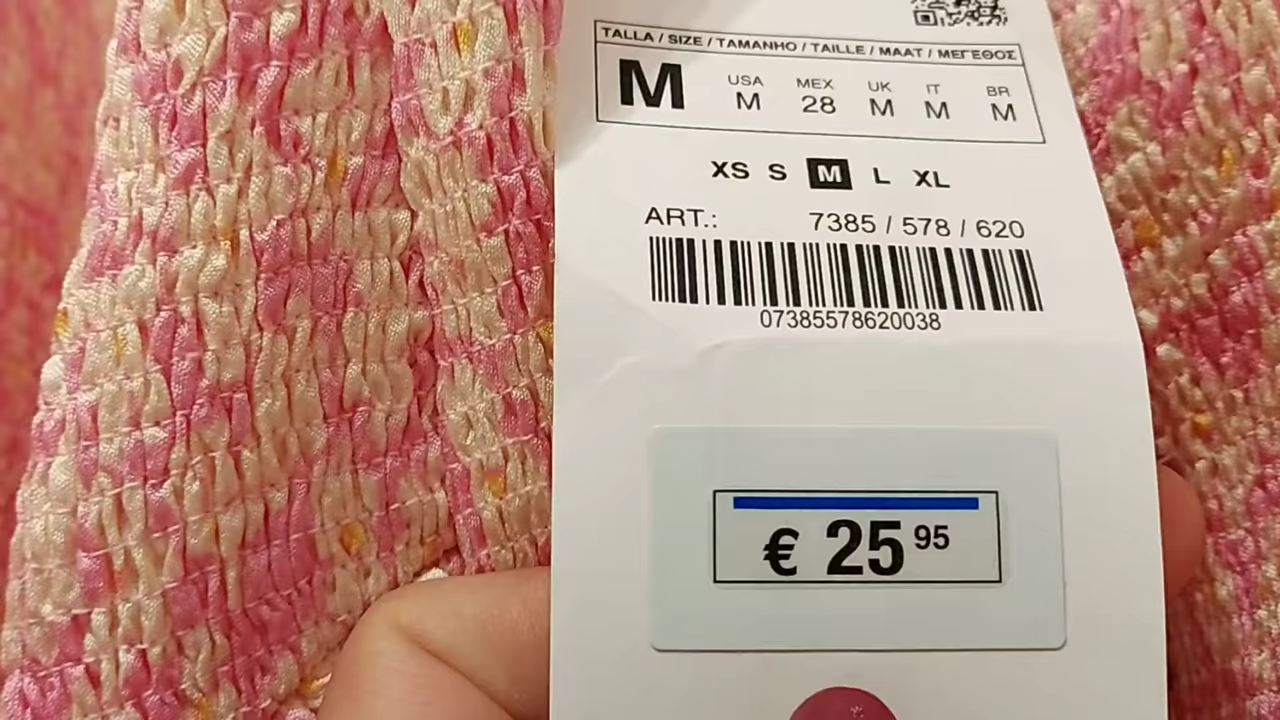 TALLA / SIZE / TAMANHO / TAILLE / MAAT / ΜΕΓΕΘΟΣ
M USA MEX UK IT BR
M 28 M M M
XS S M L XL
ART.: 7385 / 578 / 620
07385578620038
€ 25 95